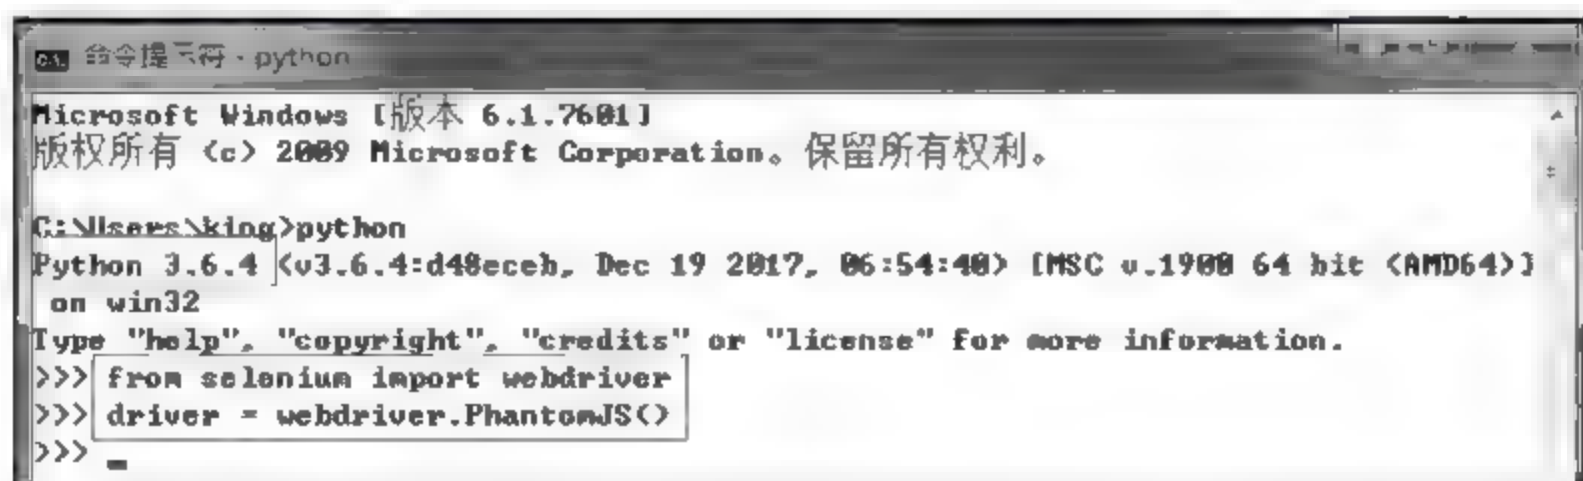 命令提示符 - python
Microsoft Windows [版本 6.1.7601]
版权所有 (c) 2009 Microsoft Corporation。保留所有权利。
C:\Users\king>python
Python 3.6.4 (v3.6.4:d48eceb, Dec 19 2017, 06:54:40) [MSC v.1900 64 bit (AMD64)]
 on win32
Type "help", "copyright", "credits" or "license" for more information.
>>> from selenium import webdriver
>>> driver = webdriver.PhantomJS()
>>> _